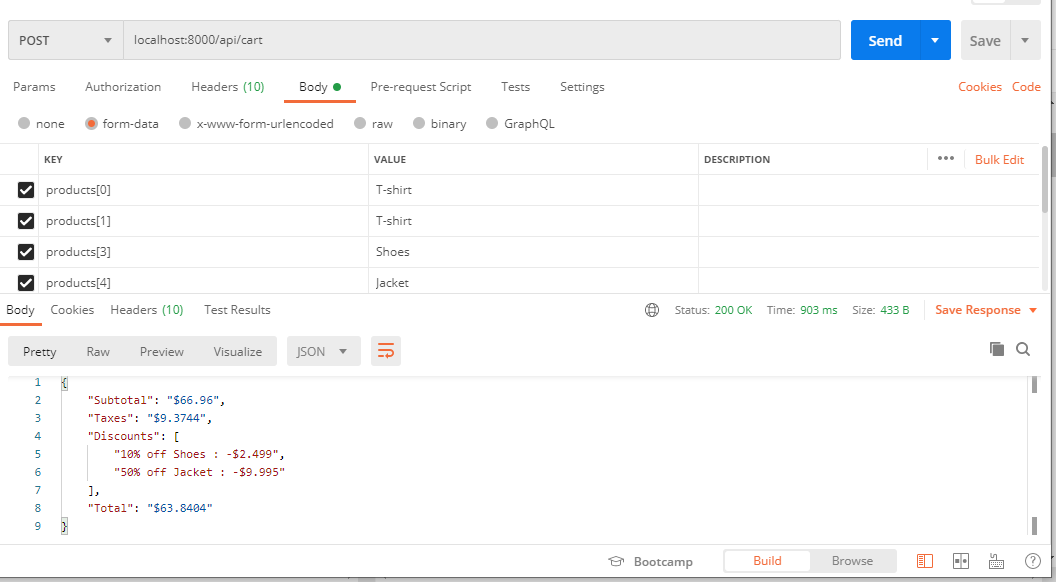 POST localhost:8000/api/cart Send Save
Params Authorization Headers (10) Body Pre-request Script Tests Settings Cookies Code
none form-data x-www-form-urlencoded raw binary GraphQL
KEY VALUE DESCRIPTION ••• Bulk Edit
products[0] T-shirt
products[1] T-shirt
products[3] Shoes
products[4] Jacket
Body Cookies Headers (10) Test Results Status: 200 OK Time: 903 ms Size: 433 B Save Response
Pretty Raw Preview Visualize JSON
1 {
2 "Subtotal": "$66.96",
3 "Taxes": "$9.3744",
4 "Discounts": [
5 "10% off Shoes : -$2.499",
6 "50% off Jacket : -$9.995"
7 ],
8 "Total": "$63.8404"
9 }
Bootcamp Build Browse ?